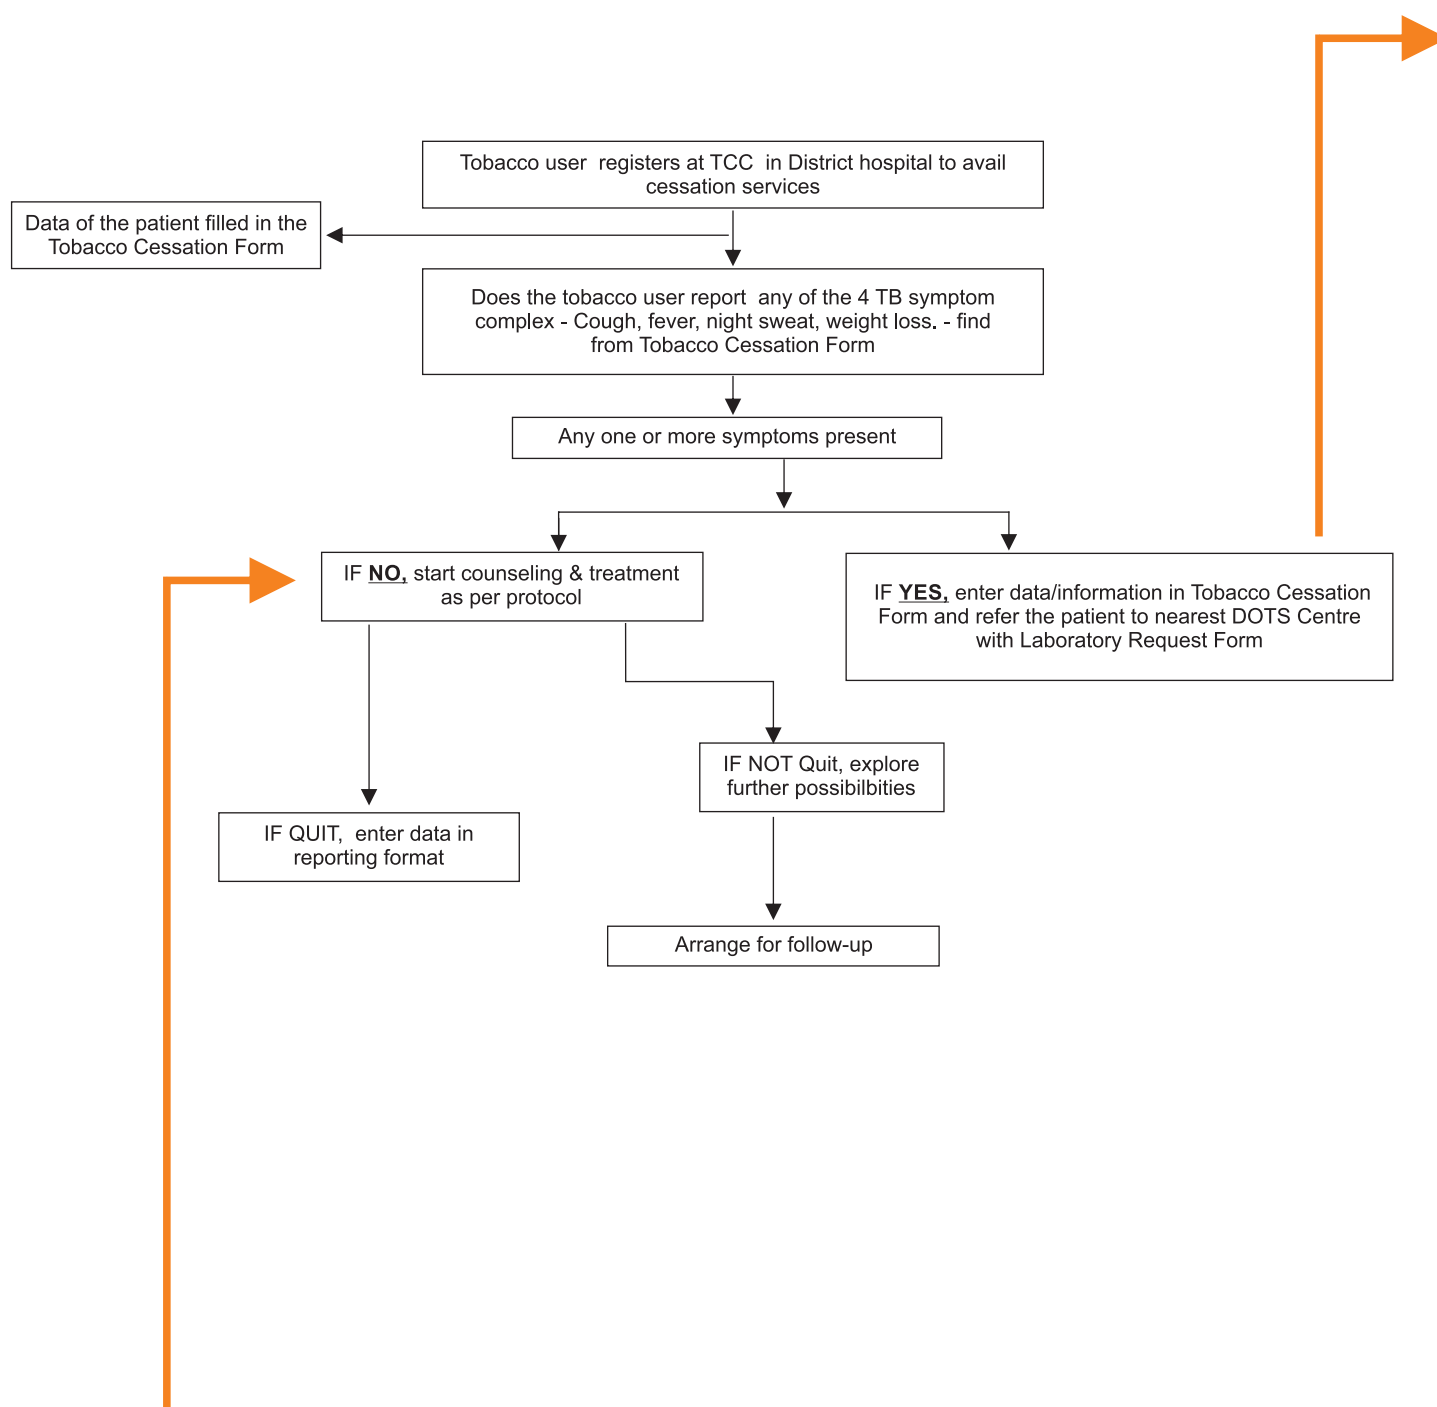 Tobacco user registers at TCC in District hospital to avail
cessation services
Data of the patient filled in the
Tobacco Cessation Form
Does the tobacco user report any of the 4 TB symptom
complex - Cough, fever, night sweat, weight loss. - find
from Tobacco Cessation Form
Any one or more symptoms present
IF NO, start counseling & treatment
as per protocol
IF YES, enter data/information in Tobacco Cessation
Form and refer the patient to nearest DOTS Centre
with Laboratory Request Form
IF NOT Quit, explore
further possibilbities
IF QUIT, enter data in
reporting format
Arrange for follow-up